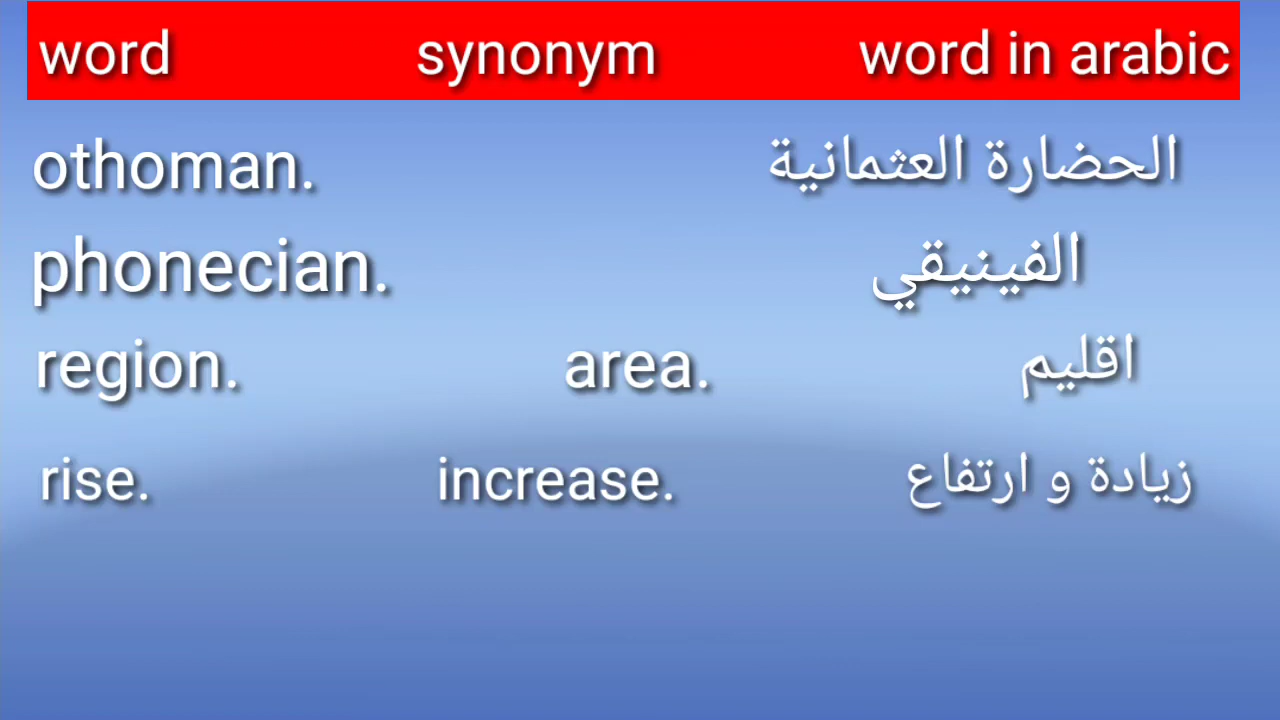 word synonym word in arabic
othoman. الحضارة العثمانية
phonecian. الفينيقي
region. area. اقليم
rise. increase. زيادة و ارتفاع